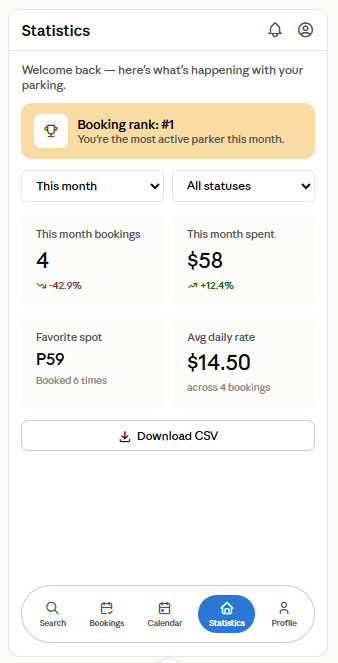 Statistics
Welcome back — here's what's happening with your
parking.
Booking rank: #1
You're the most active parker this month.
This month
All statuses
This month bookings
4
-42.9%
This month spent
$58
+12.4%
Favorite spot
P59
Booked 6 times
Avg daily rate
$14.50
across 4 bookings
Download CSV
Search
Bookings
Calendar
Statistics
Profile